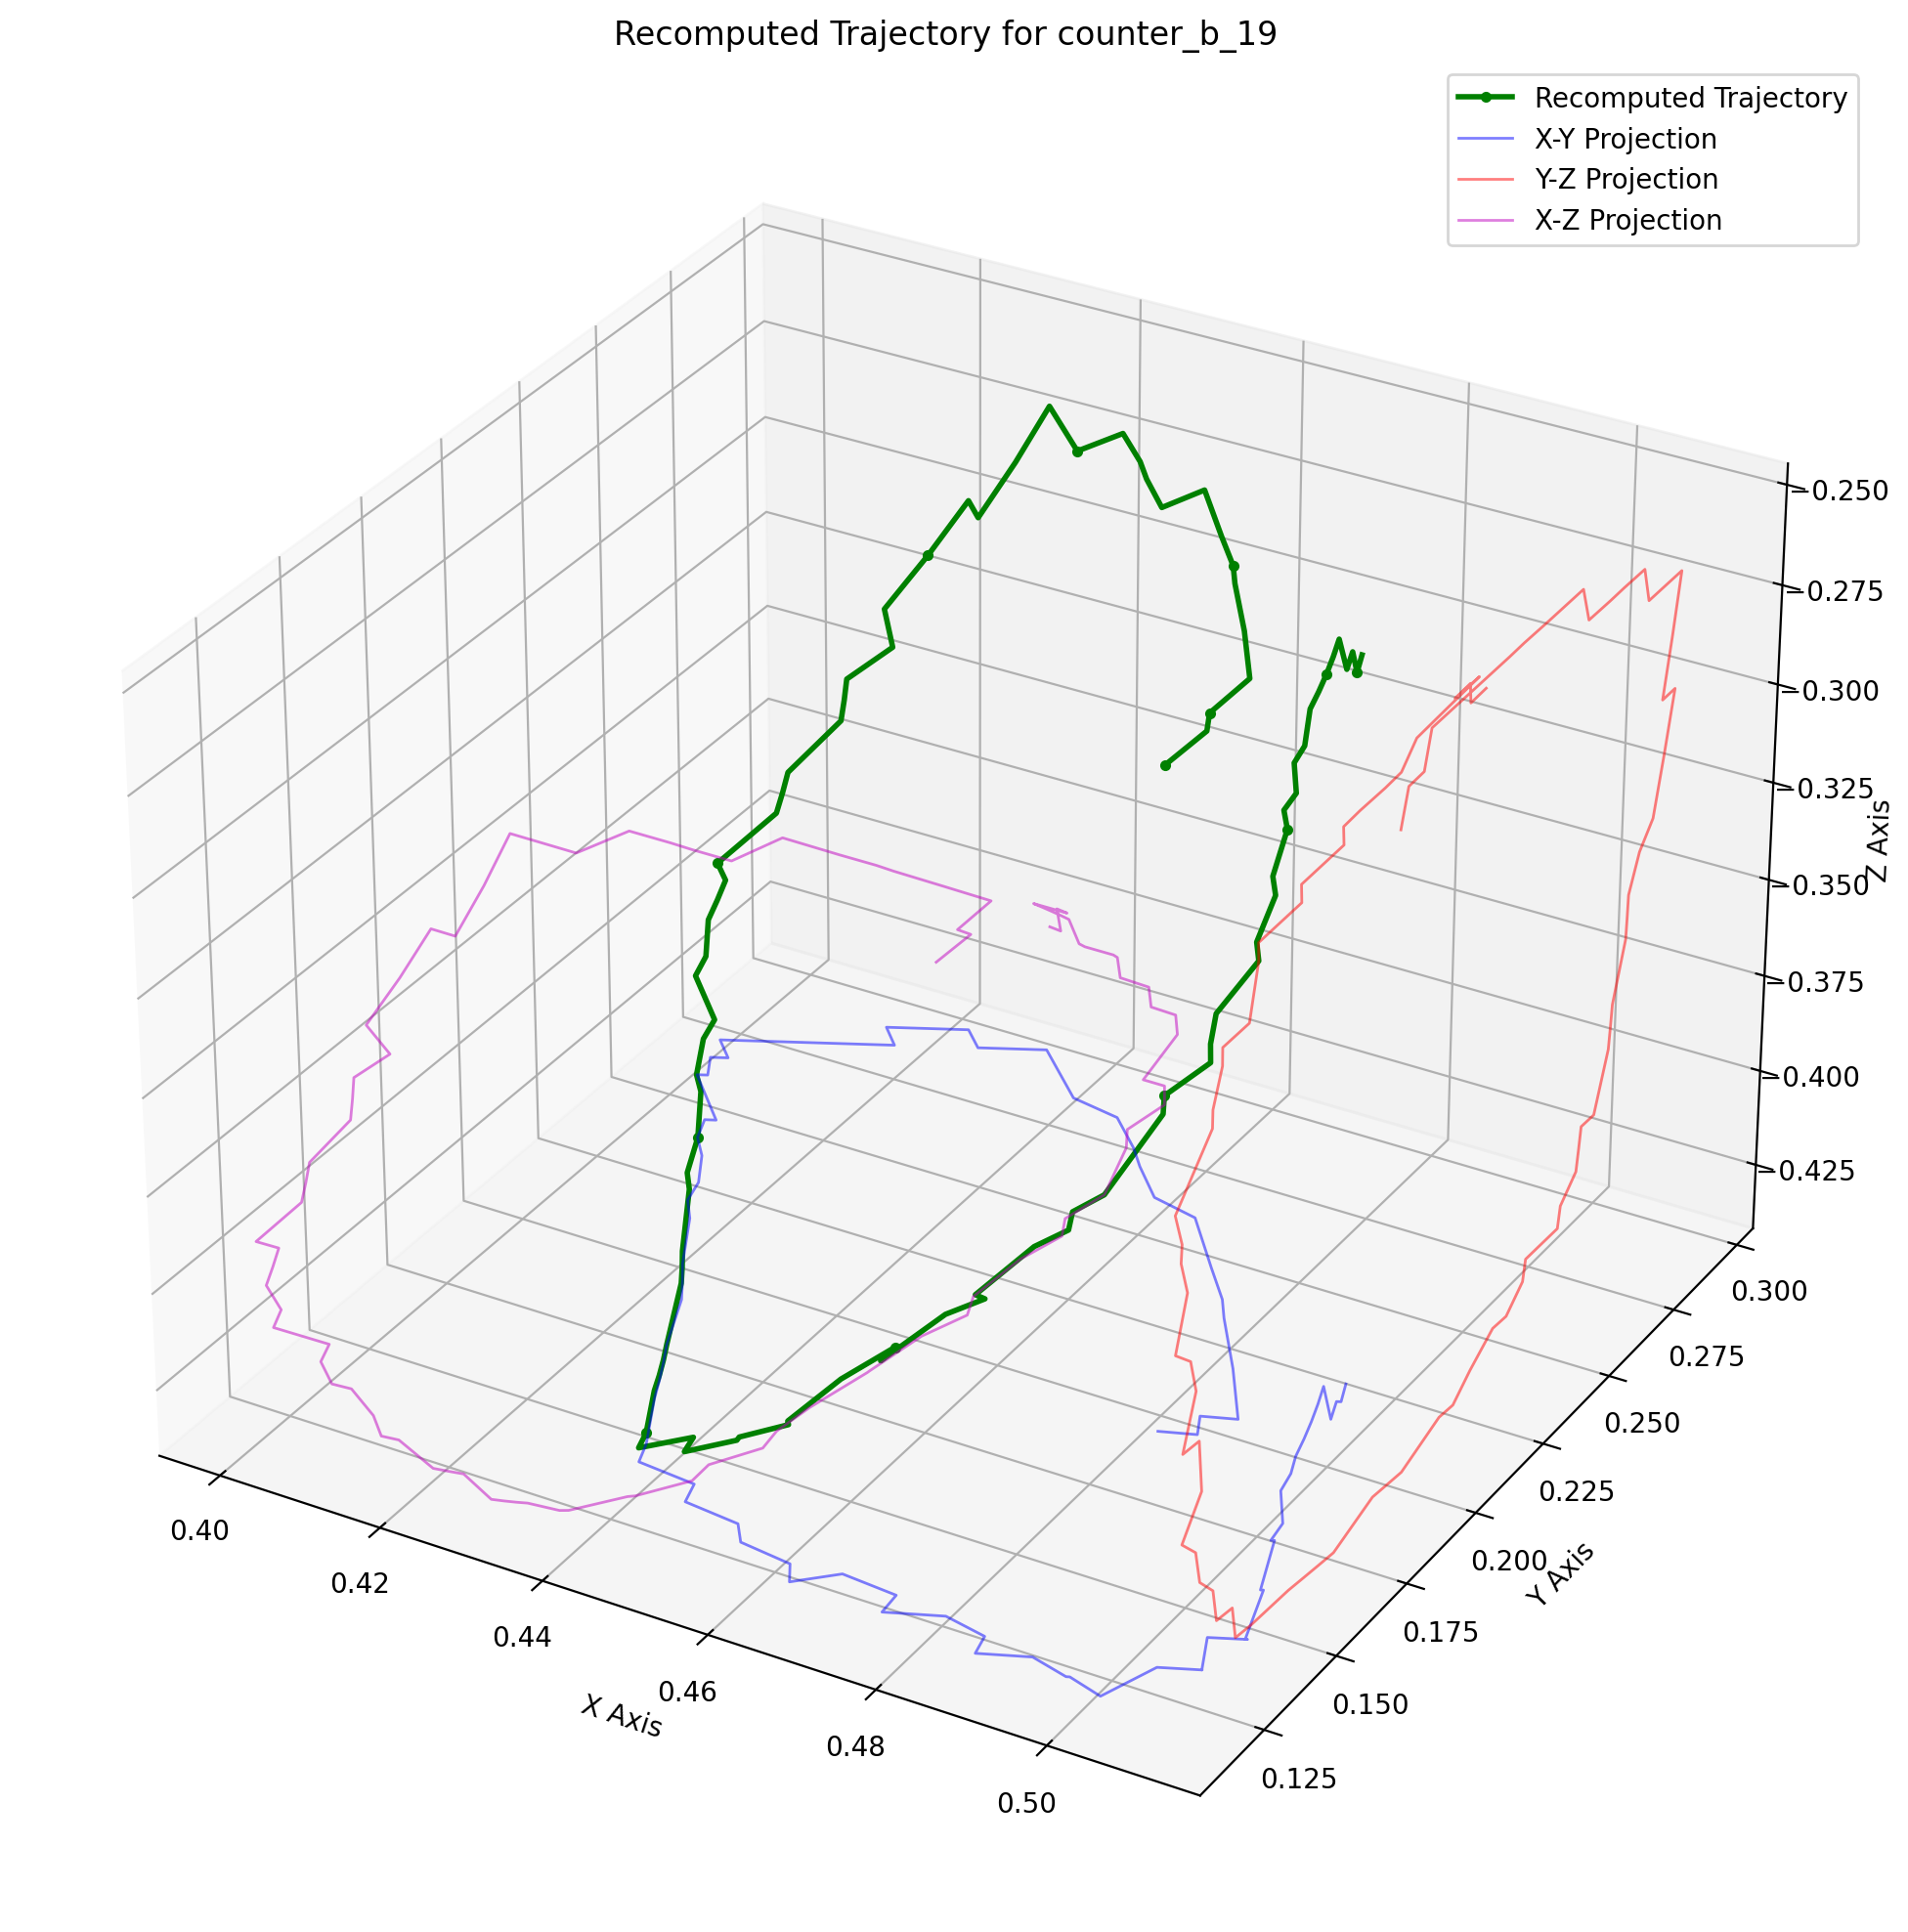 Recomputed Trajectory for counter_b_19
Recomputed Trajectory
X-Y Projection
Y-Z Projection
X-Z Projection
0.250
0.275
0.300
0.325
0.350
0.375
0.400
0.425
Z Axis
0.300
0.275
0.250
0.225
0.200
0.175
0.150
0.125
Y Axis
0.40
0.42
0.44
0.46
0.48
0.50
X Axis